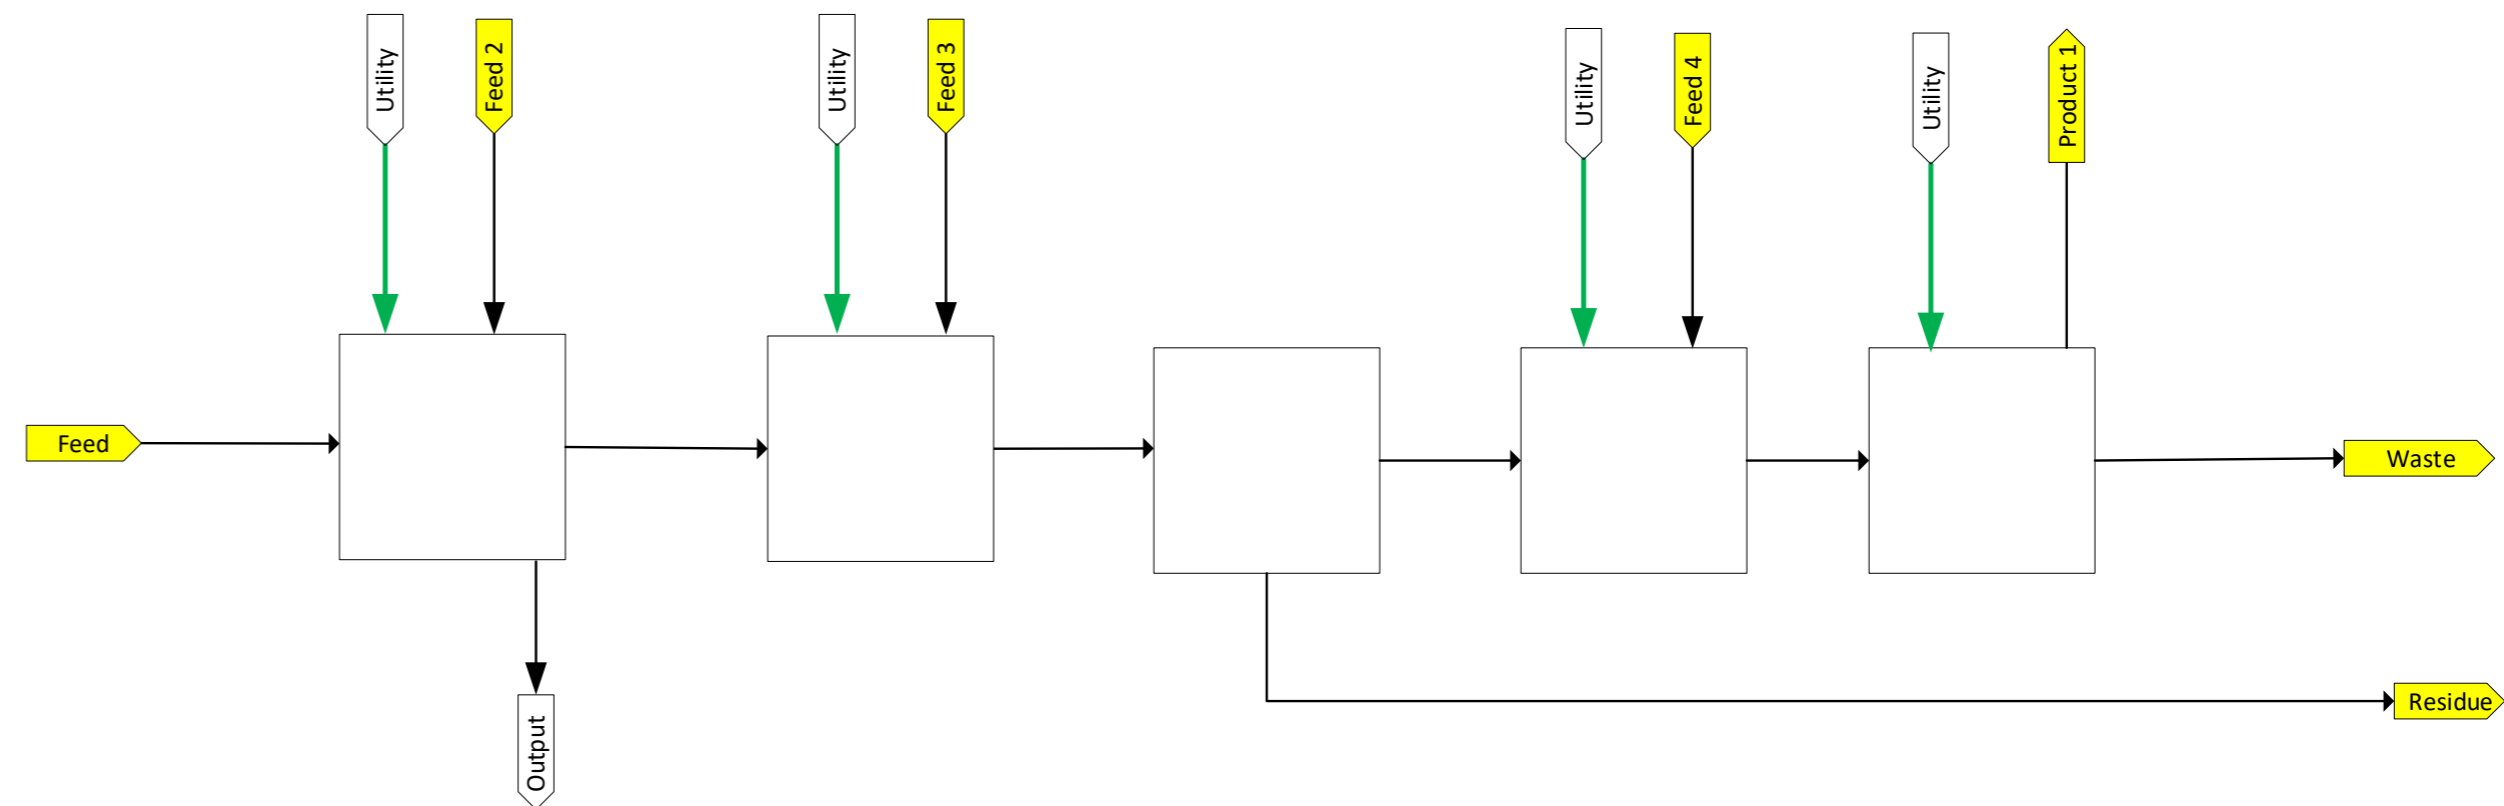 Utility
Feed 2
Utility
Feed 3
Utility
Feed 4
Utility
Product 1
Feed
Waste
Residue
Output